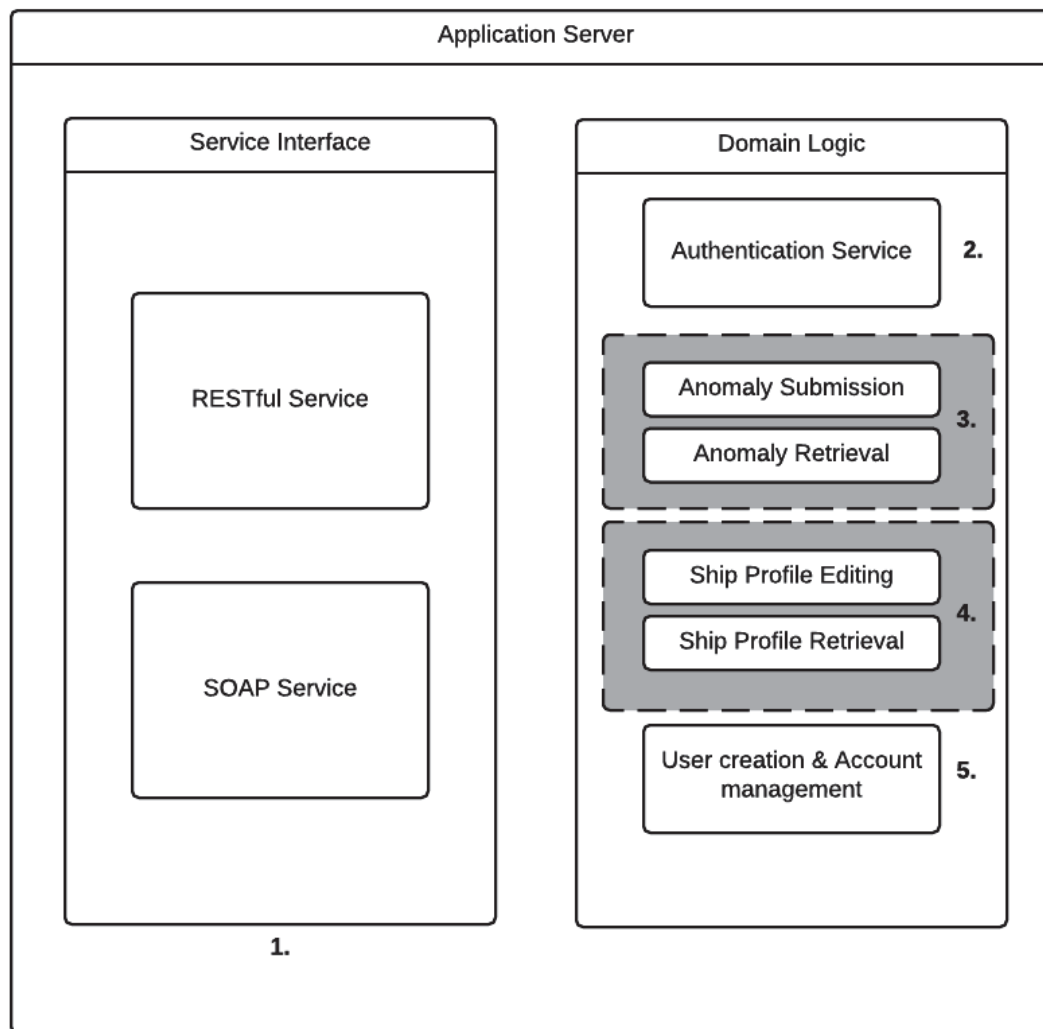 Application Server
Service Interface
RESTful Service
SOAP Service
1.
Domain Logic
Authentication Service
2.
Anomaly Submission
Anomaly Retrieval
3.
Ship Profile Editing
Ship Profile Retrieval
4.
User creation & Account
management
5.